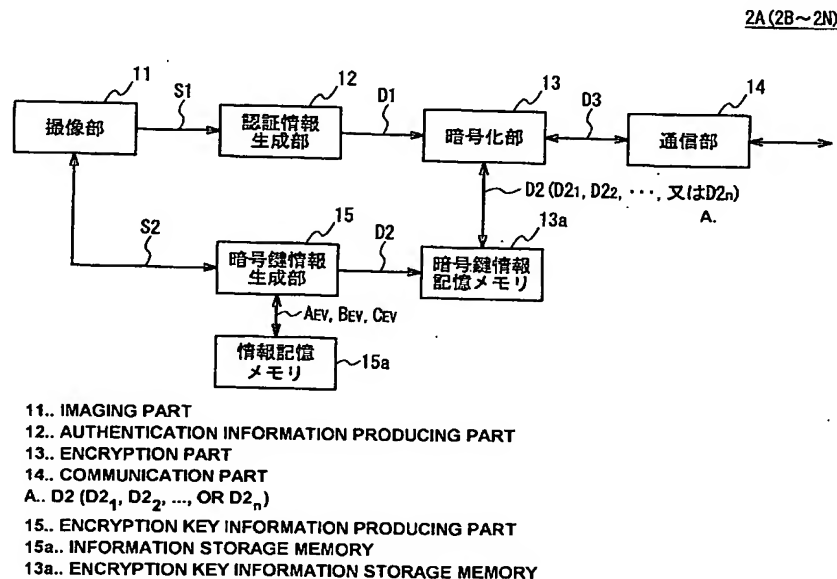 2A(2B〜2N)
11
12
13
14
S1
D1
D3
撮像部
認証情報
生成部
暗号化部
通信部
D2(D2₁, D2₂, ・・・, 又はD2n)
A.
S2
15
D2
13a
暗号鍵情報
生成部
暗号鍵情報
記憶メモリ
AEV, BEV, CEV
情報記憶
メモリ
15a
11.. IMAGING PART
12.. AUTHENTICATION INFORMATION PRODUCING PART
13.. ENCRYPTION PART
14.. COMMUNICATION PART
A.. D2 (D2₁, D2₂, ..., OR D2n)
15.. ENCRYPTION KEY INFORMATION PRODUCING PART
15a.. INFORMATION STORAGE MEMORY
13a.. ENCRYPTION KEY INFORMATION STORAGE MEMORY